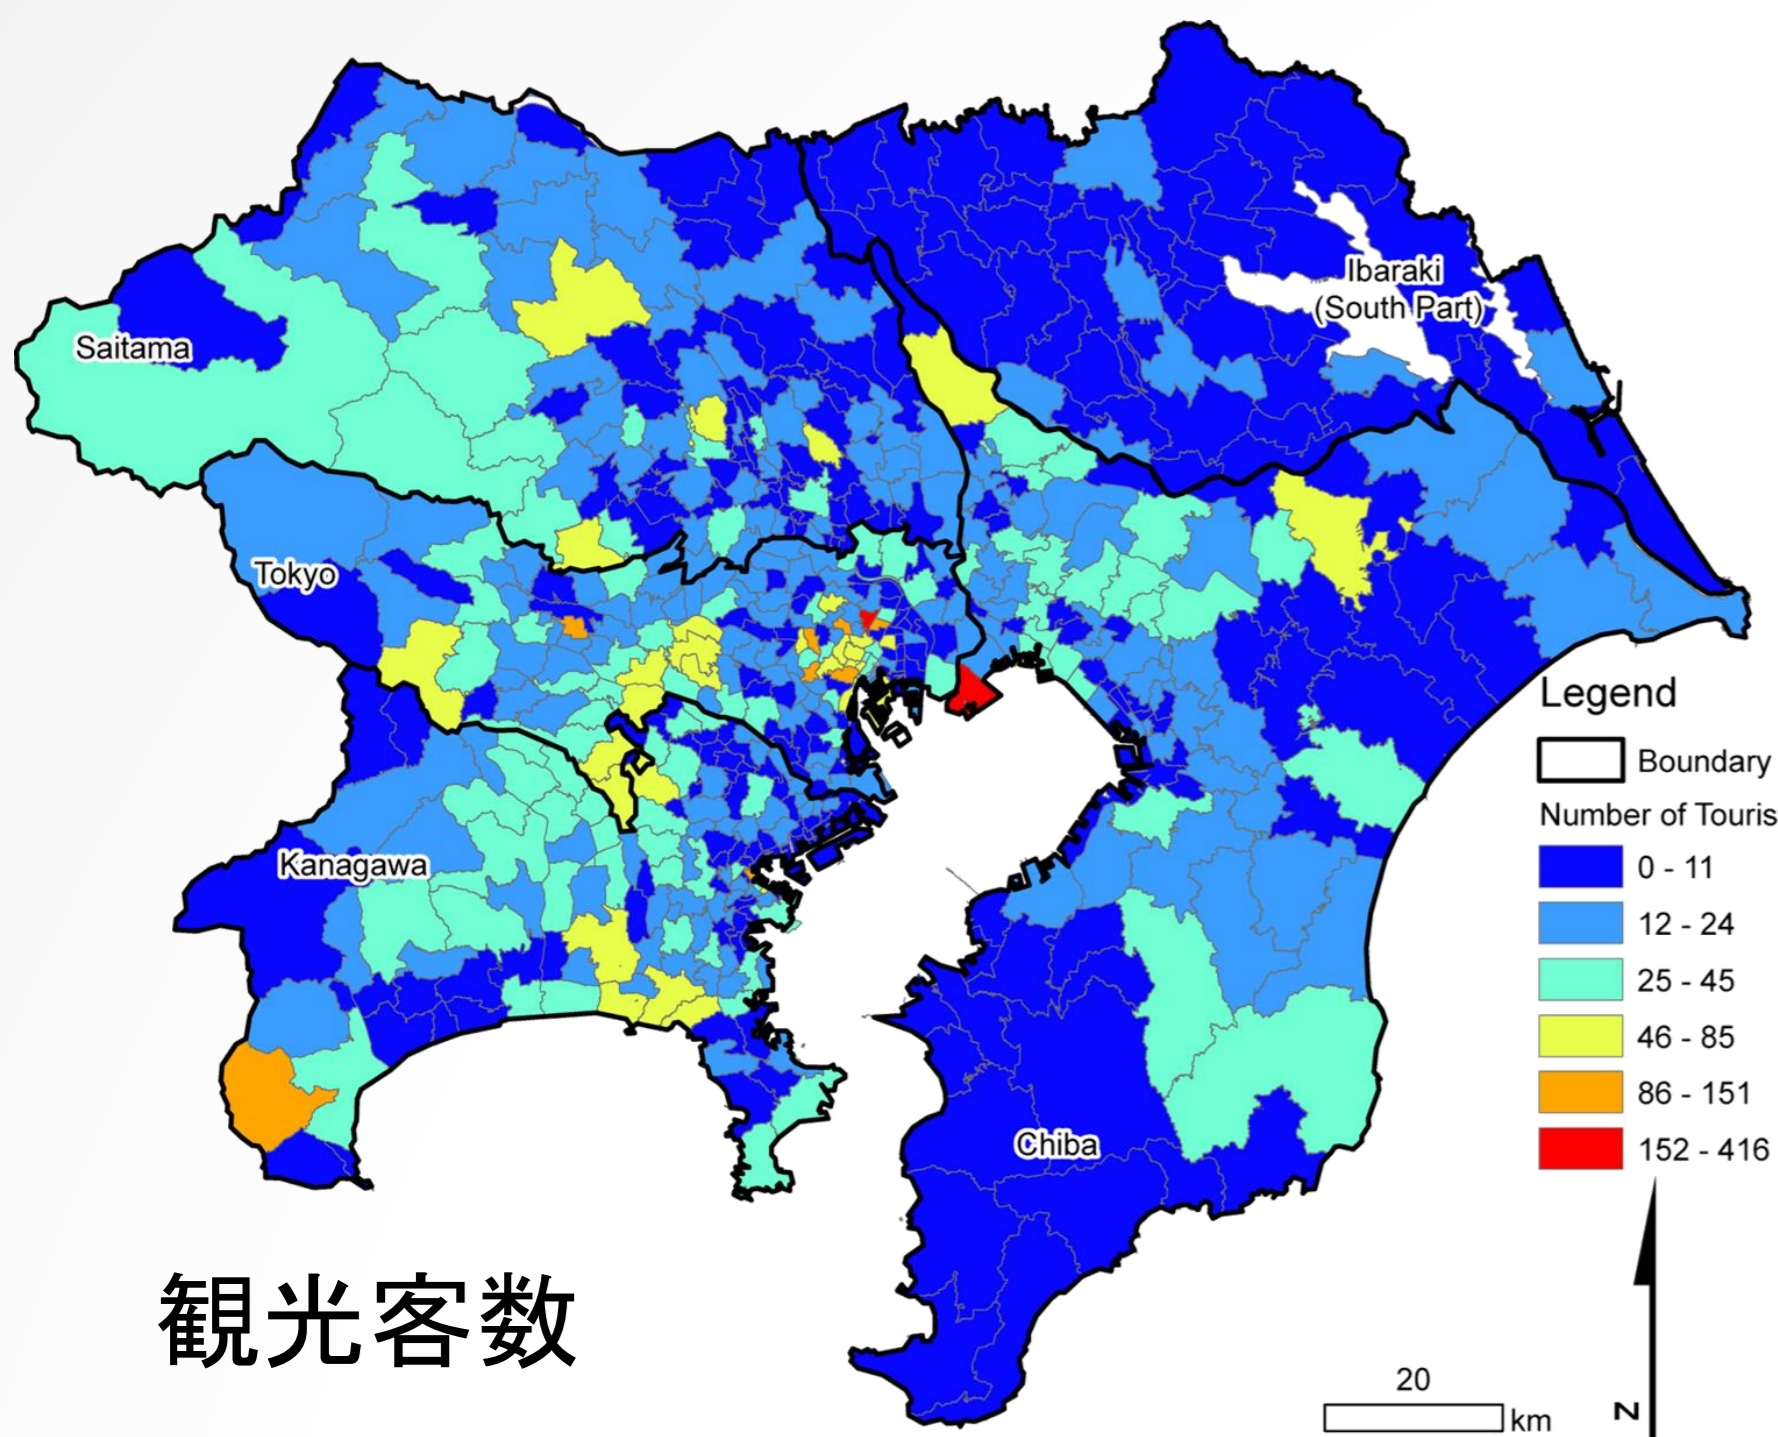 Ibaraki
(South Part)
Saitama
Tokyo
Kanagawa
Chiba
Legend
Boundary
Number of Touris
0 - 11
12 - 24
25 - 45
46 - 85
86 - 151
152 - 416
観光客数
20
km
N